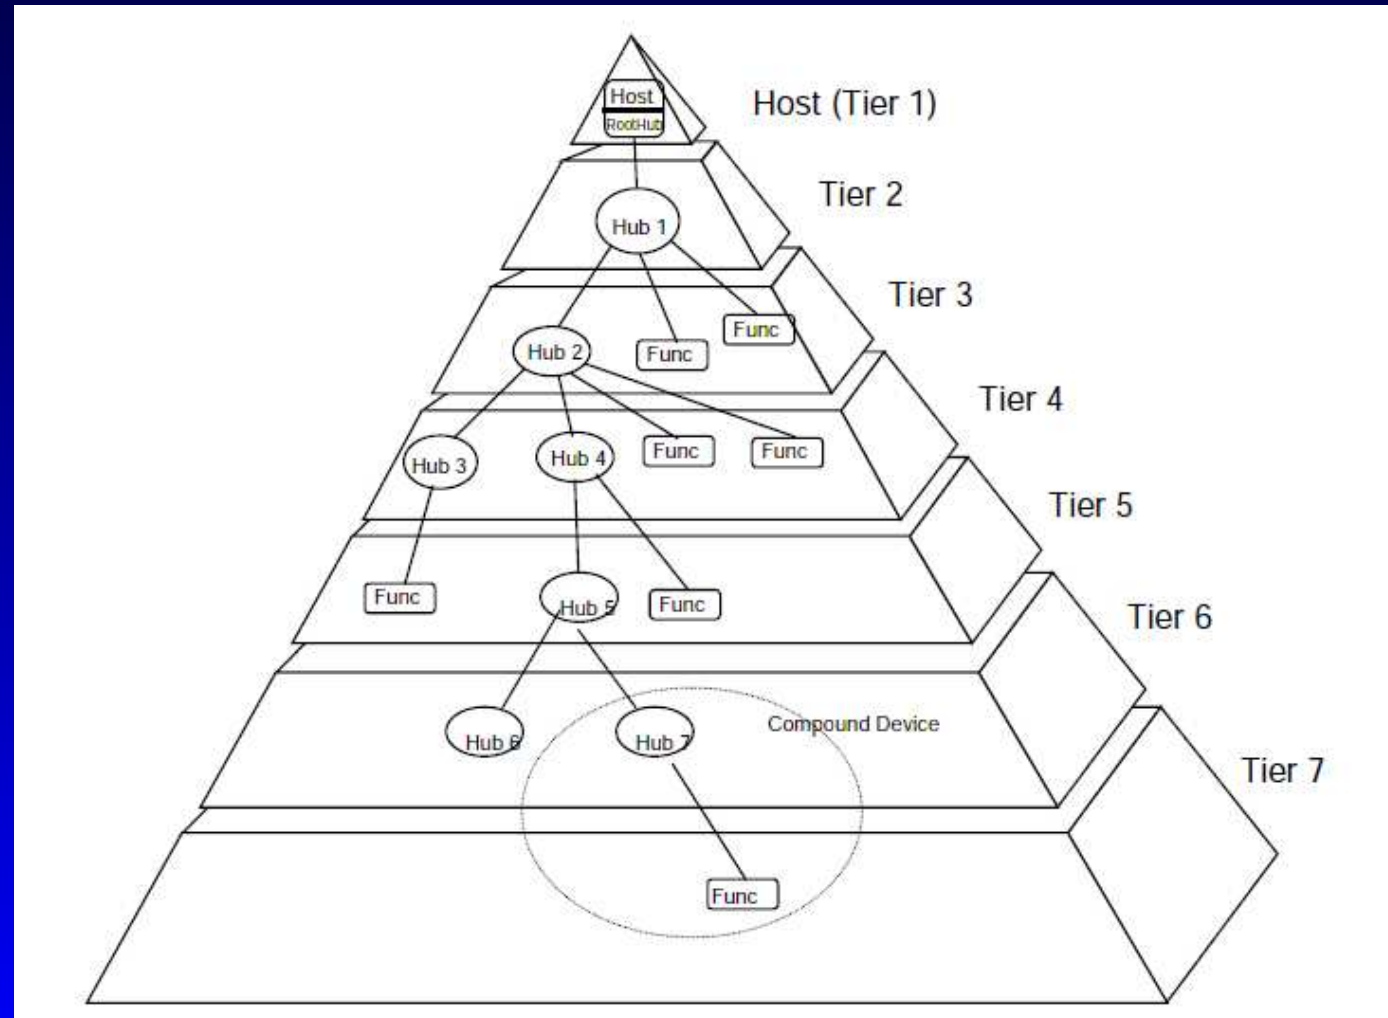 Host
RootHub
Host (Tier 1)
Hub 1
Tier 2
Hub 2
Func
Func
Tier 3
Hub 3
Hub 4
Func
Func
Tier 4
Func
Hub 5
Func
Tier 5
Hub 6
Hub 7
Compound Device
Tier 6
Func
Tier 7